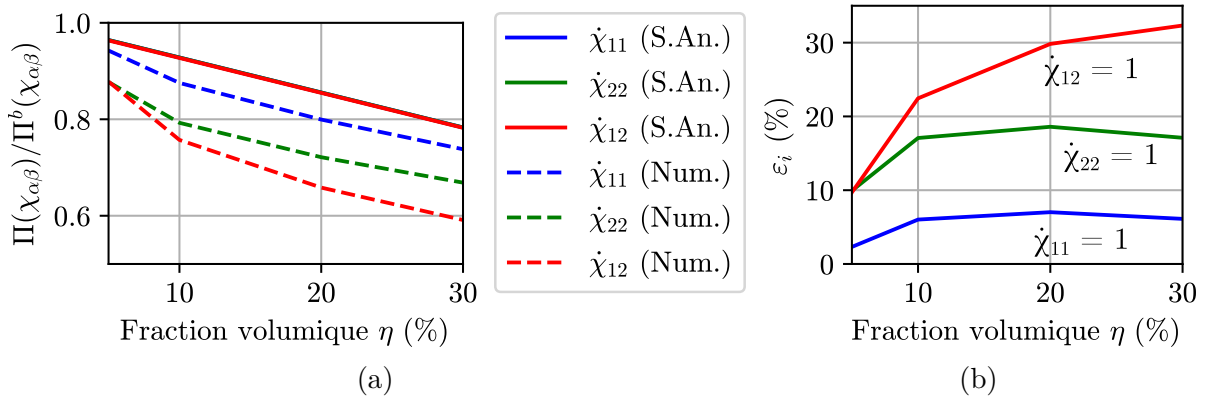 Π(χαβ)/Πᵇ(χαβ)
1.0
0.8
0.6
10
20
30
Fraction volumique η (%)
(a)
χ̇₁₁ (S.An.)
χ̇₂₂ (S.An.)
χ̇₁₂ (S.An.)
χ̇₁₁ (Num.)
χ̇₂₂ (Num.)
χ̇₁₂ (Num.)
εᵢ (%)
30
20
10
0
χ̇₁₂ = 1
χ̇₂₂ = 1
χ̇₁₁ = 1
10
20
30
Fraction volumique η (%)
(b)